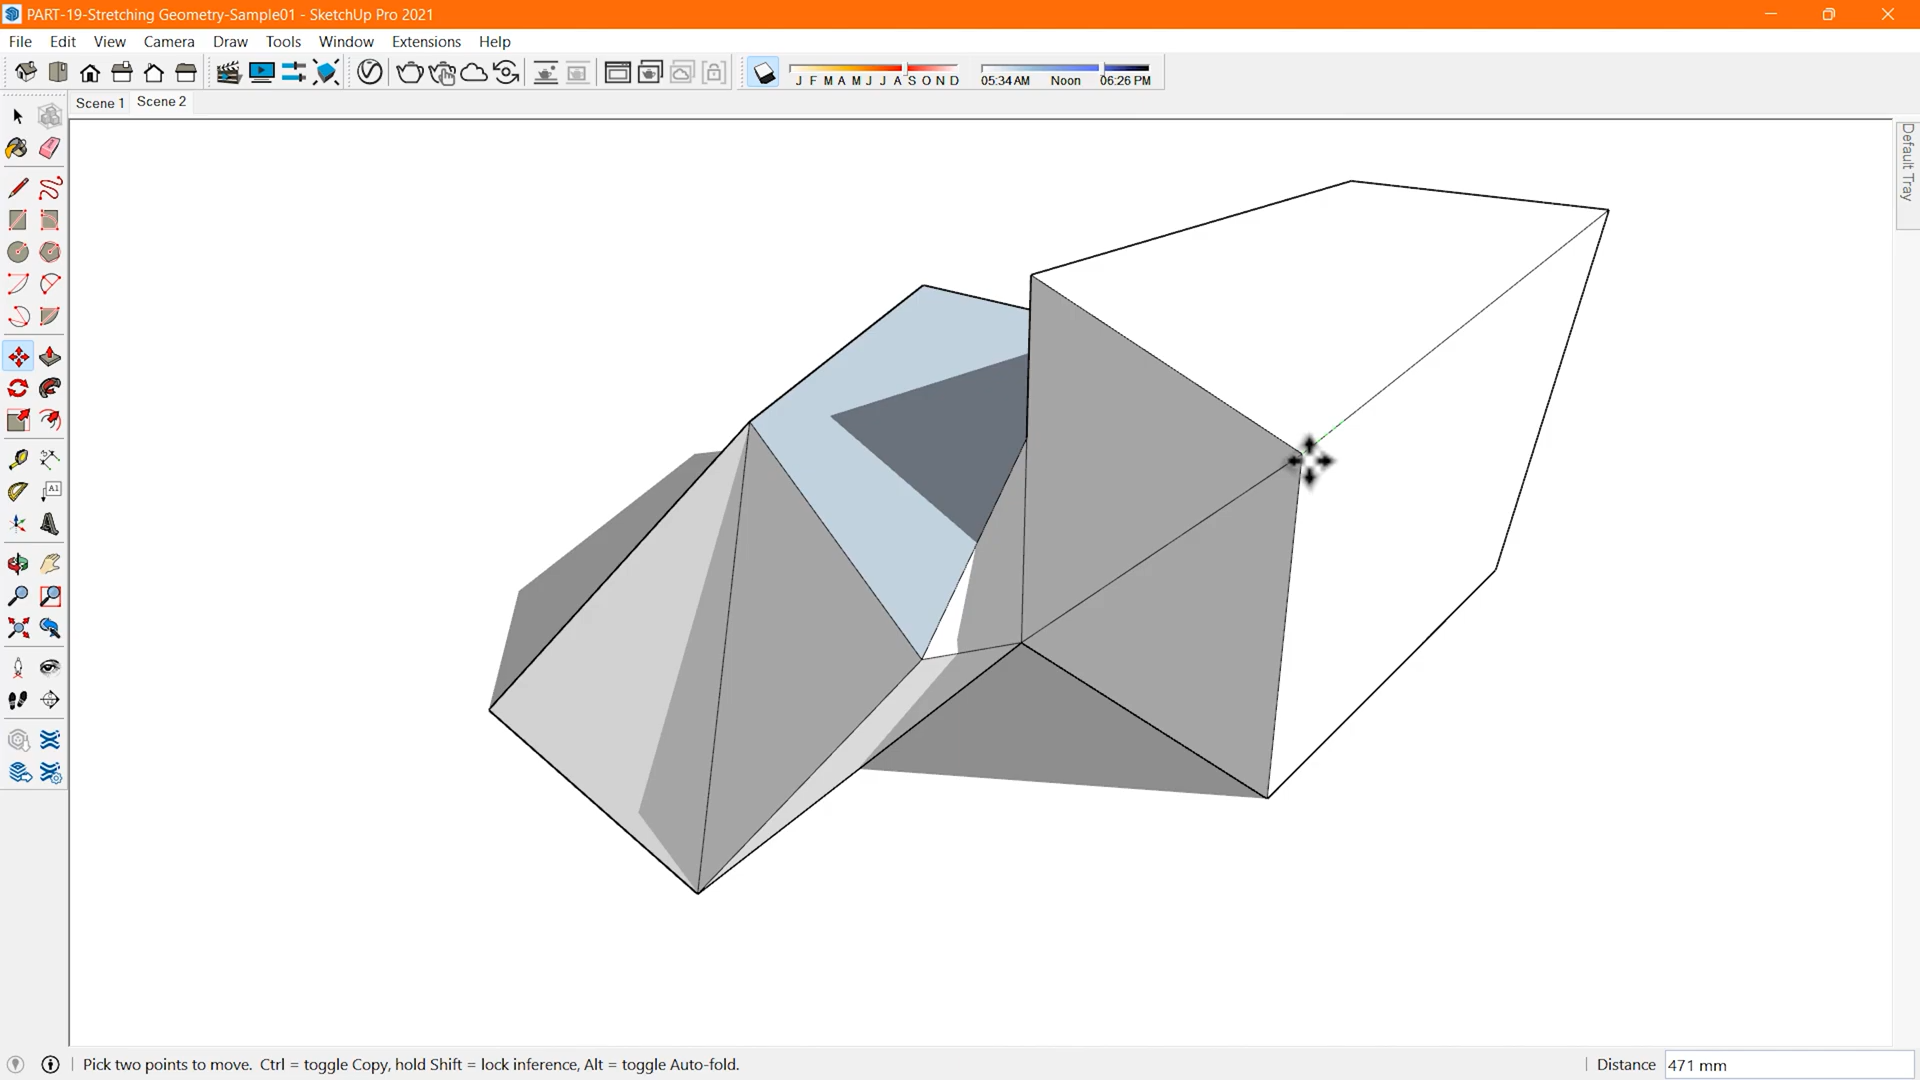 PART-19-Stretching Geometry-Sample01 - SketchUp Pro 2021
File Edit View Camera Draw Tools Window Extensions Help
J F M A M J J A S O N D
05:34 AM Noon 06:26 PM
Scene 1 Scene 2
Default Tray
A1
Pick two points to move. Ctrl = toggle Copy, hold Shift = lock inference, Alt = toggle Auto-fold.
Distance 471 mm